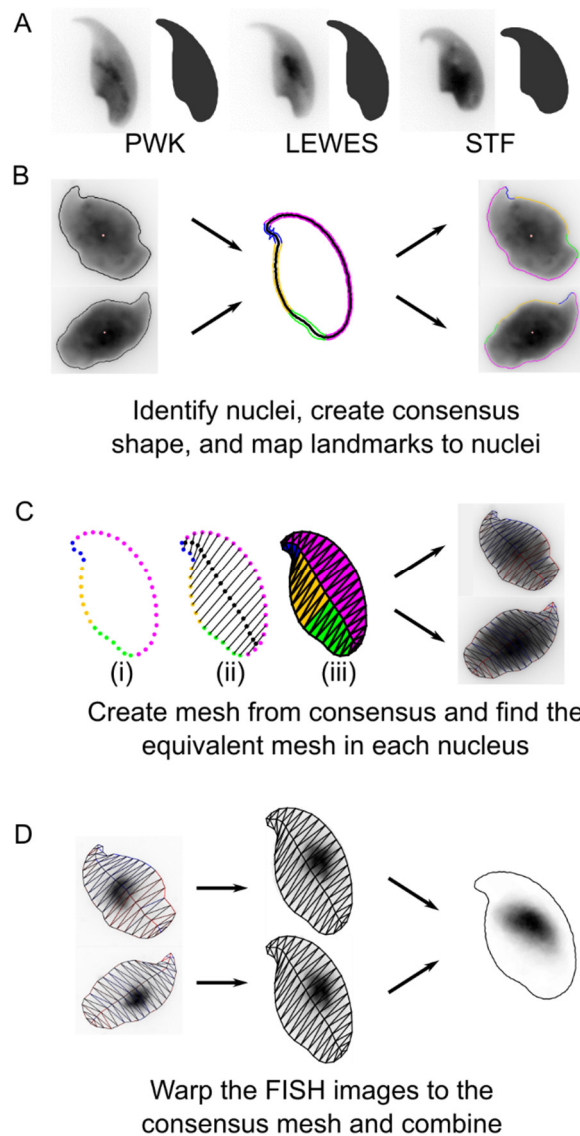 A
PWK LEWES STF
B
Identify nuclei, create consensus
shape, and map landmarks to nuclei
C
(i) (ii) (iii)
Create mesh from consensus and find the
equivalent mesh in each nucleus
D
Warp the FISH images to the
consensus mesh and combine